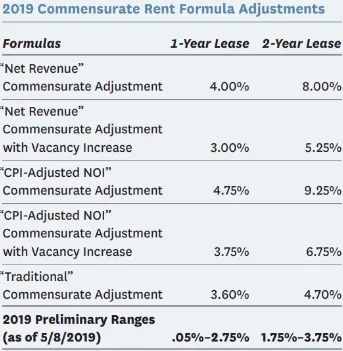 2019 Commensurate Rent Formula Adjustments
Formulas 1-Year Lease 2-Year Lease
“Net Revenue”
Commensurate Adjustment 4.00% 8.00%
“Net Revenue”
Commensurate Adjustment
with Vacancy Increase 3.00% 5.25%
“CPI-Adjusted NOI”
Commensurate Adjustment 4.75% 9.25%
“CPI-Adjusted NOI”
Commensurate Adjustment
with Vacancy Increase 3.75% 6.75%
“Traditional”
Commensurate Adjustment 3.60% 4.70%
2019 Preliminary Ranges
(as of 5/8/2019) .05%–2.75% 1.75%–3.75%